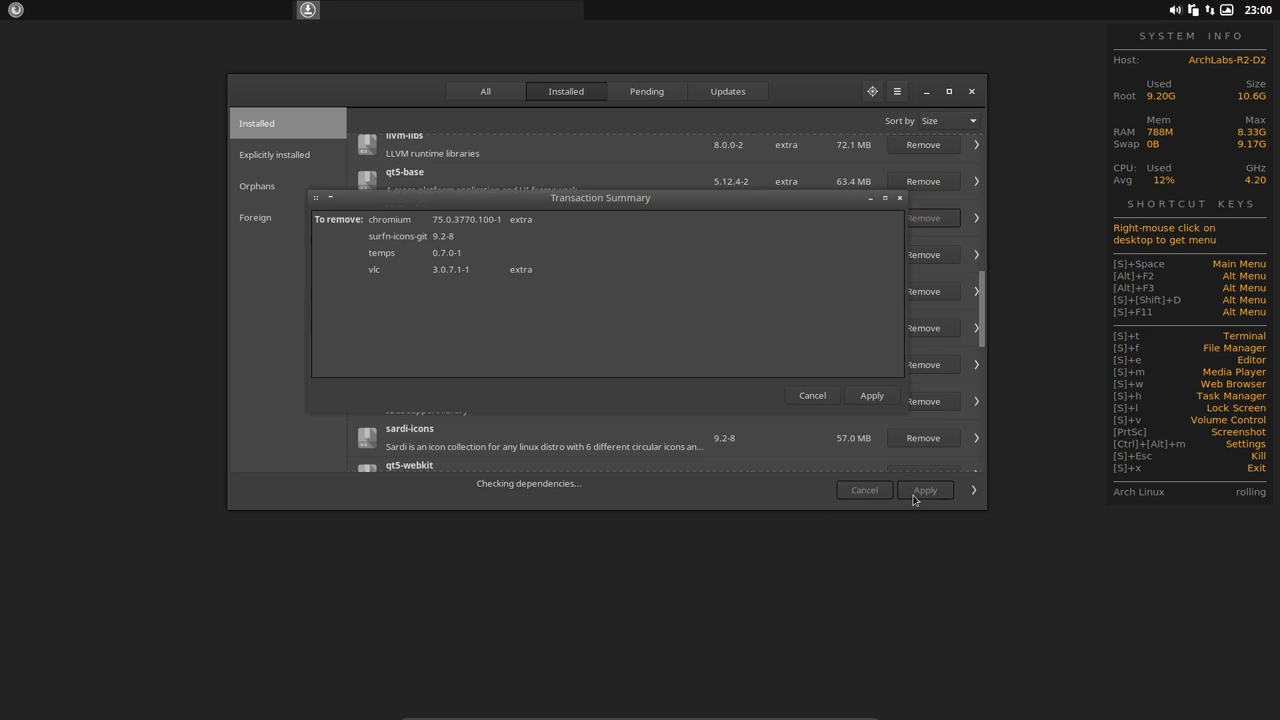 23:00
All Installed Pending Updates
Installed
Explicitly installed
Orphans
Foreign
Sort by Size
llvm-libs
LLVM runtime libraries
8.0.0-2 extra 72.1 MB Remove
qt5-base
5.12.4-2 extra 63.4 MB Remove
Transaction Summary
To remove: chromium 75.0.3770.100-1 extra
surfn-icons-git 9.2-8
temps 0.7.0-1
vlc 3.0.7.1-1 extra
Cancel Apply
Remove
Remove
Remove
Remove
Remove
Remove
sardi-icons
Sardi is an icon collection for any linux distro with 6 different circular icons an...
9.2-8 57.0 MB Remove
qt5-webkit
Checking dependencies...
Cancel Apply
SYSTEM INFO
Host: ArchLabs-R2-D2
Used Size
Root 9.20G 10.6G
Mem Max
RAM 788M 8.33G
Swap 0B 9.17G
CPU: Used GHz
Avg 12% 4.20
SHORTCUT KEYS
Right-mouse click on
desktop to get menu
[S]+Space Main Menu
[Alt]+F2 Alt Menu
[Alt]+F3 Alt Menu
[S]+[Shift]+D Alt Menu
[S]+F11 Alt Menu
[S]+t Terminal
[S]+f File Manager
[S]+e Editor
[S]+m Media Player
[S]+w Web Browser
[S]+h Task Manager
[S]+l Lock Screen
[S]+v Volume Control
[PrtSc] Screenshot
[Ctrl]+[Alt]+m Settings
[S]+Esc Kill
[S]+x Exit
Arch Linux rolling